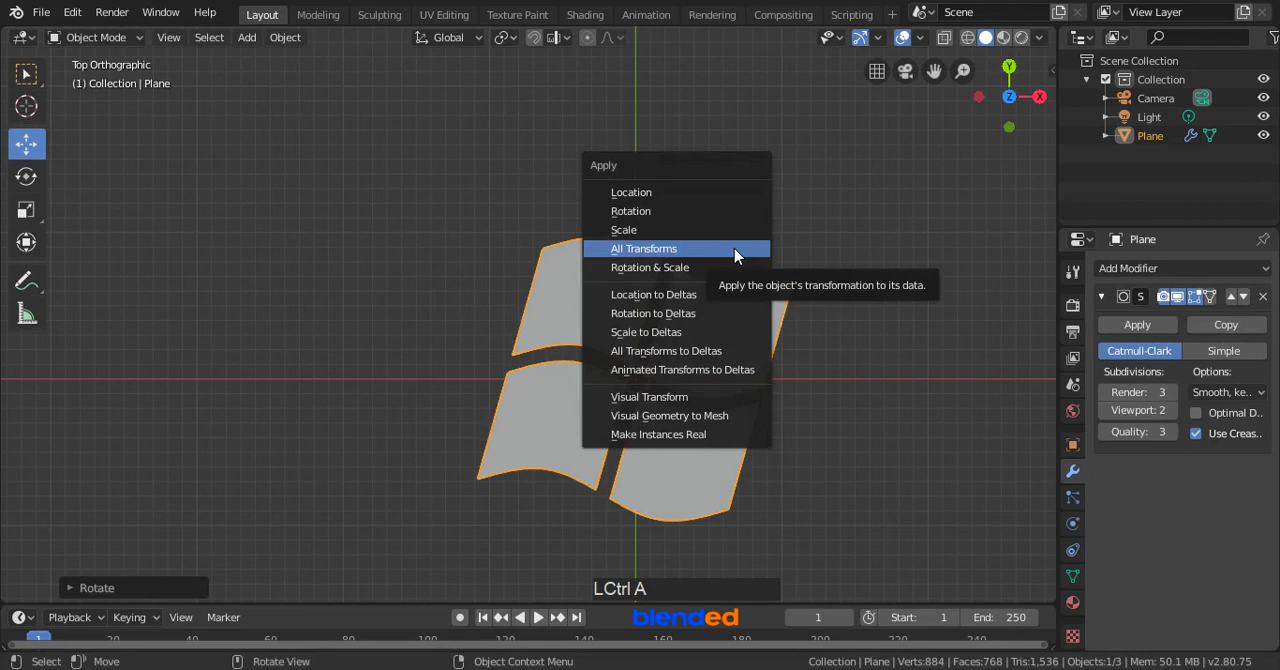 File Edit Render Window Help Layout Modeling Sculpting UV Editing Texture Paint Shading Animation Rendering Compositing Scripting + Scene View Layer
Object Mode View Select Add Object Global
Top Orthographic
(1) Collection | Plane
Y
Z
X
Scene Collection
Collection
Camera
Light
Plane
Apply
Location
Rotation
Scale
All Transforms
Rotation & Scale
Apply the object's transformation to its data.
Location to Deltas
Rotation to Deltas
Scale to Deltas
All Transforms to Deltas
Animated Transforms to Deltas
Visual Transform
Visual Geometry to Mesh
Make Instances Real
Plane
Add Modifier
S
Apply Copy
Catmull-Clark Simple
Subdivisions: Options:
Render: 3 Smooth, ke..
Viewport: 2 Optimal D..
Quality: 3 Use Creas..
Rotate
LCtrl A
blended
Playback Keying View Marker 1 Start: 1 End: 250
1 20 80 100 120 140 160 180 200 240
Select Move Rotate View Object Context Menu Collection | Plane | Verts:884 | Faces:768 | Tris:1,536 | Objects:1/3 | Mem: 50.1 MB | v2.80.75